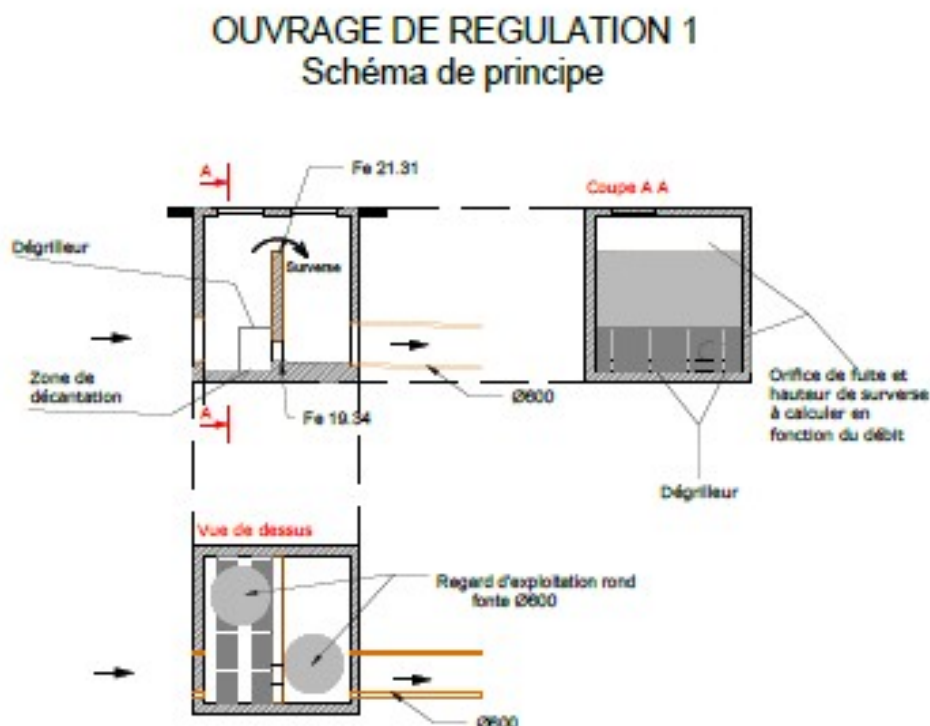 OUVRAGE DE REGULATION 1
Schéma de principe
A
Fe 21.31
Coupe A A
Dégrilleur
Surverse
Zone de
décantation
Ø600
Orifice de fuite et
hauteur de surverse
à calculer en
fonction du débit
A
Fe 19.34
Dégrilleur
Vue de dessus
Regard d'exploitation rond
fonte Ø600
Ø600